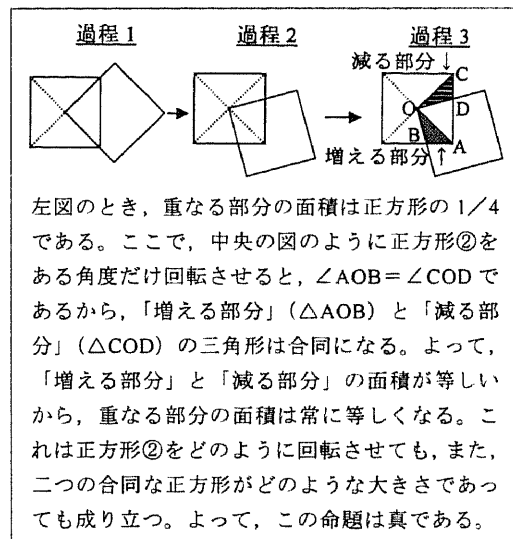 過程1 過程2 過程3
減る部分↓ C
O
D
B
A
増える部分↑
左図のとき，重なる部分の面積は正方形の1／4
である。ここで，中央の図のように正方形②を
ある角度だけ回転させると，∠AOB＝∠CODで
あるから，「増える部分」（△AOB）と「減る部
分」（△COD）の三角形は合同になる。よって，
「増える部分」と「減る部分」の面積が等しい
から，重なる部分の面積は常に等しくなる。こ
れは正方形②をどのように回転させても，また，
二つの合同な正方形がどのような大きさであっ
ても成り立つ。よって，この命題は真である。